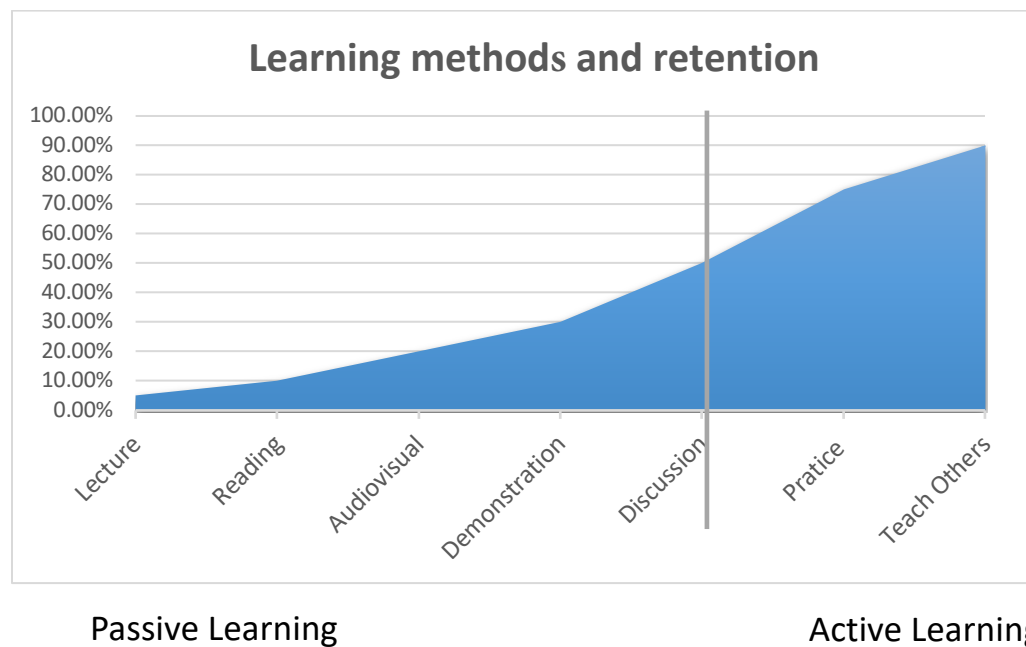 Learning methods and retention
100.00%
90.00%
80.00%
70.00%
60.00%
50.00%
40.00%
30.00%
20.00%
10.00%
0.00%
Lecture
Reading
Audiovisual
Demonstration
Discussion
Pratice
Teach Others
Passive Learning
Active Learning